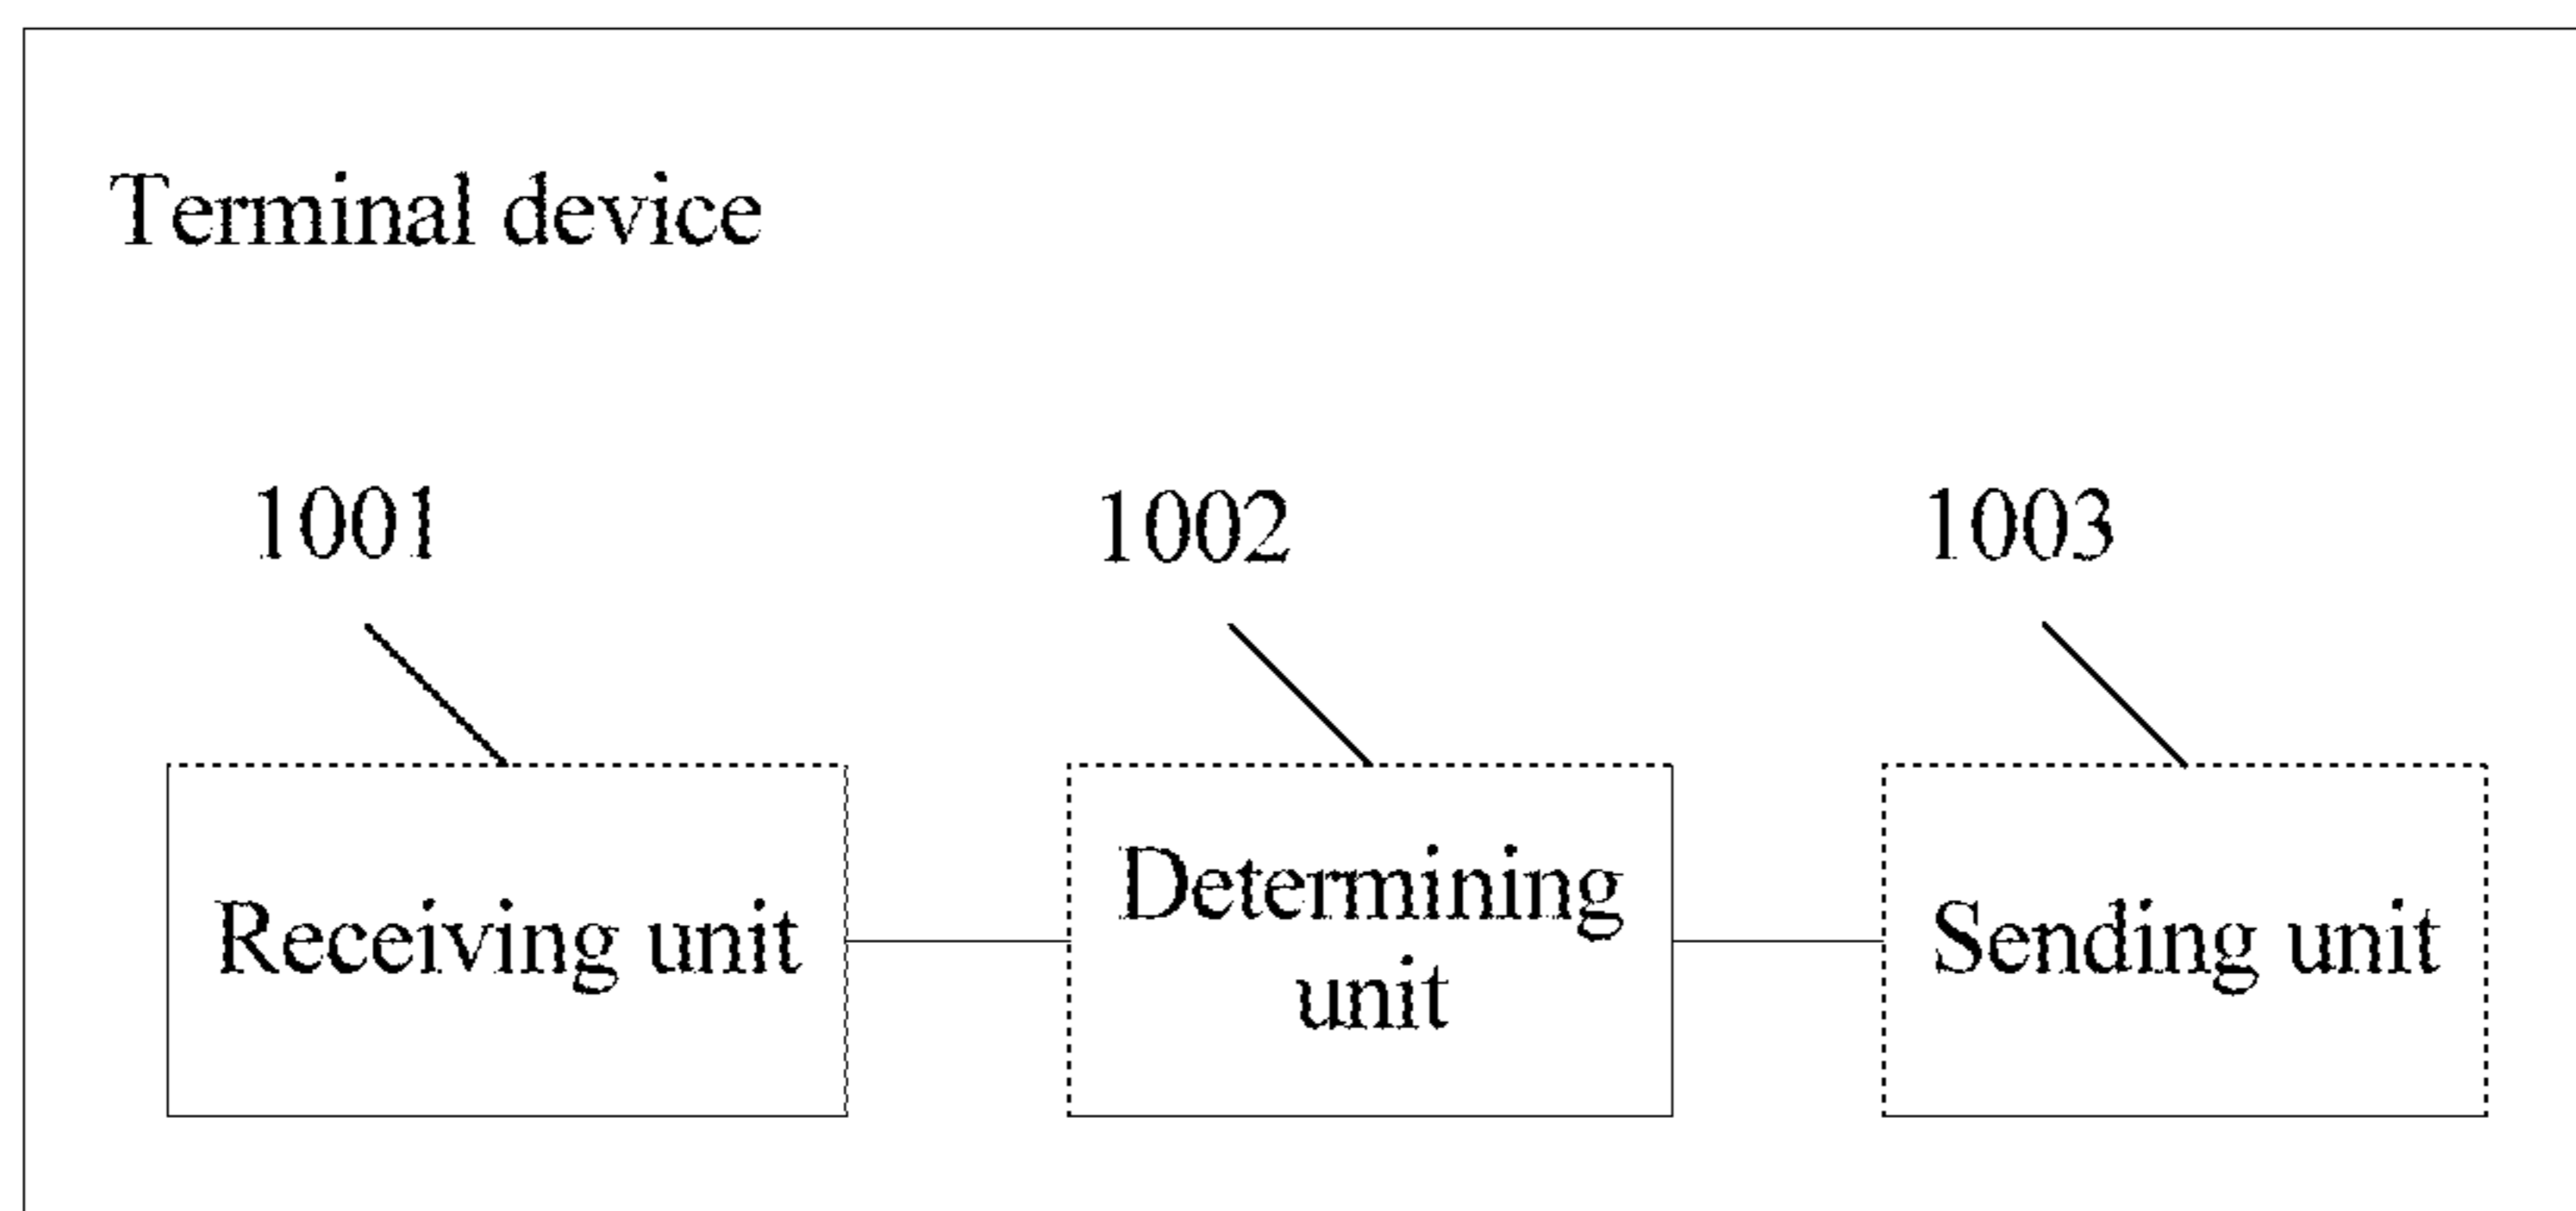 Terminal device
1001
1002
1003
Receiving unit
Determining
unit
Sending unit